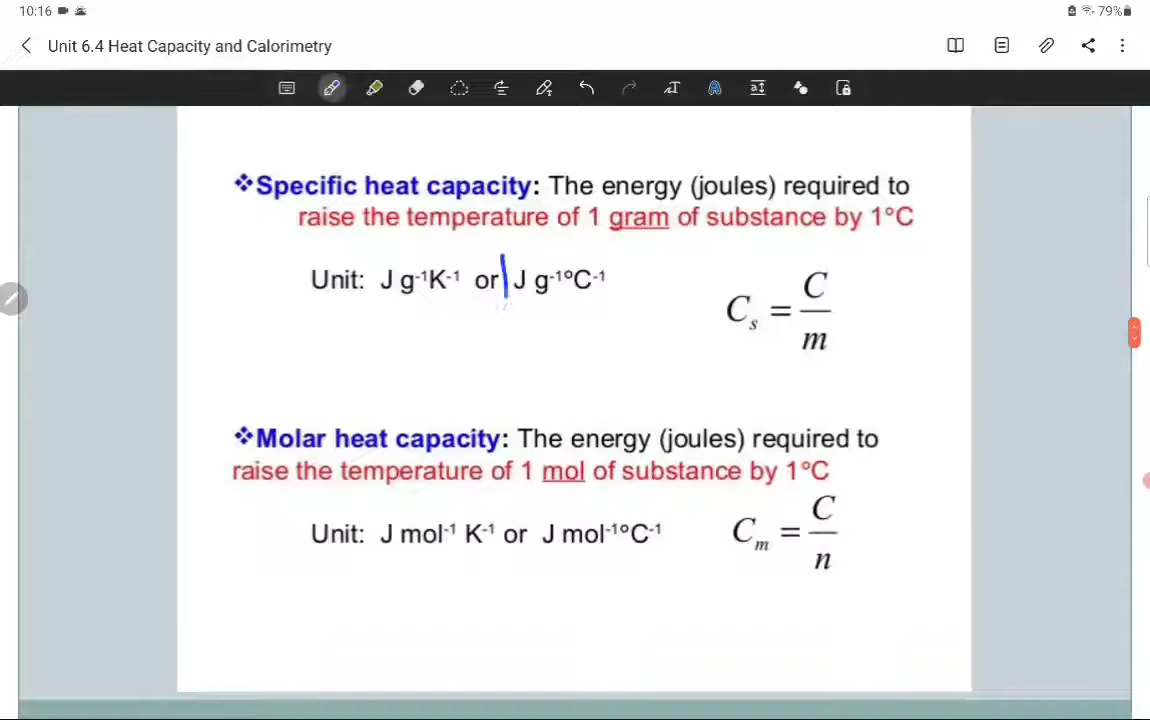 10:16 79%
Unit 6.4 Heat Capacity and Calorimetry
❖Specific heat capacity: The energy (joules) required to
raise the temperature of 1 gram of substance by 1°C
Unit: J g⁻¹K⁻¹ or J g⁻¹°C⁻¹
Cₛ = C/m
❖Molar heat capacity: The energy (joules) required to
raise the temperature of 1 mol of substance by 1°C
Unit: J mol⁻¹ K⁻¹ or J mol⁻¹°C⁻¹
Cₘ = C/n